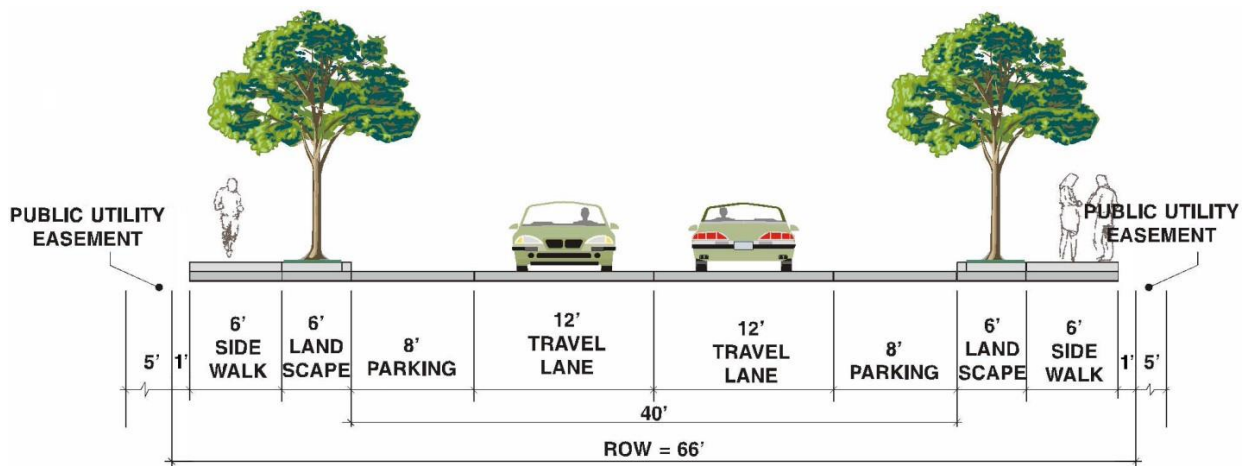 PUBLIC UTILITY
EASEMENT
PUBLIC UTILITY
EASEMENT
5'
1'
6'
SIDE
WALK
6'
LAND
SCAPE
8'
PARKING
12'
TRAVEL
LANE
12'
TRAVEL
LANE
8'
PARKING
6'
LAND
SCAPE
6'
SIDE
WALK
1'
5'
40'
ROW = 66'